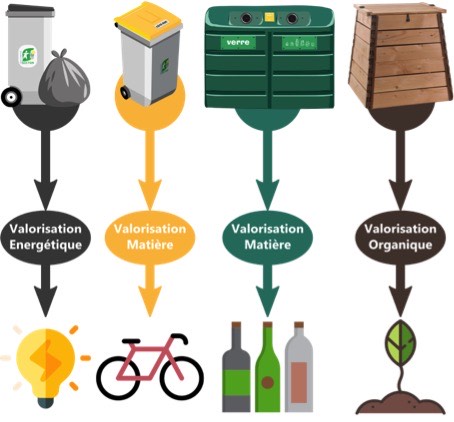 verre
Valorisation
Energétique
Valorisation
Matière
Valorisation
Matière
Valorisation
Organique